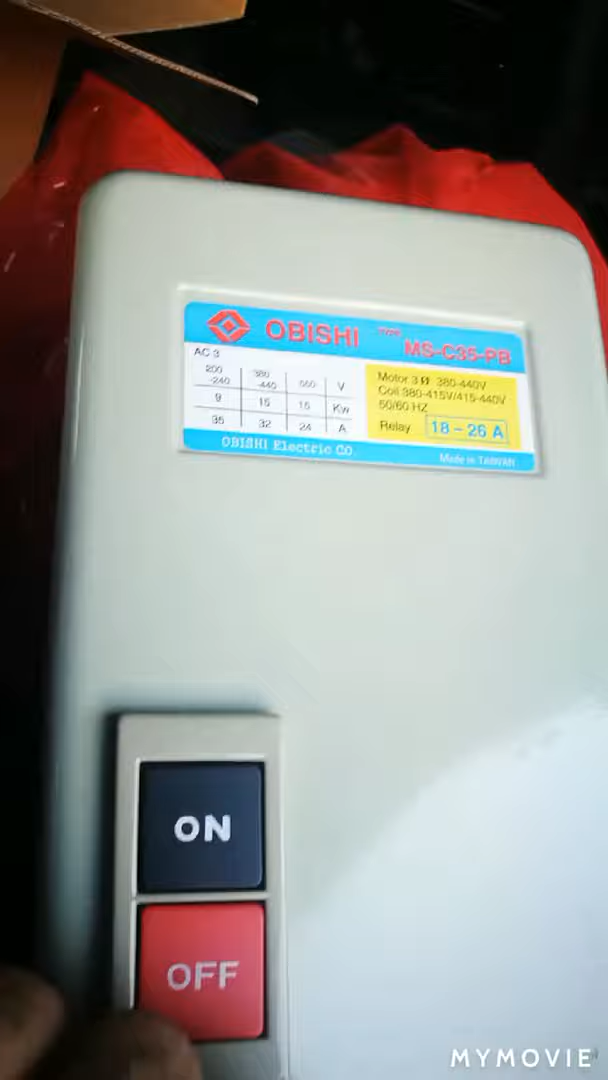 OBISHI TYPE MS-C35-PB
AC 3
200-240 380-440 550 V
9 15 15 Kw
35 32 24 A
Motor 3 Ø 380-440V
Coil 380-415V/415-440V
50/60 HZ
Relay 18 - 26 A
OBISHI Electric CO.
Made in TAIWAN
ON
OFF
MYMOVIE